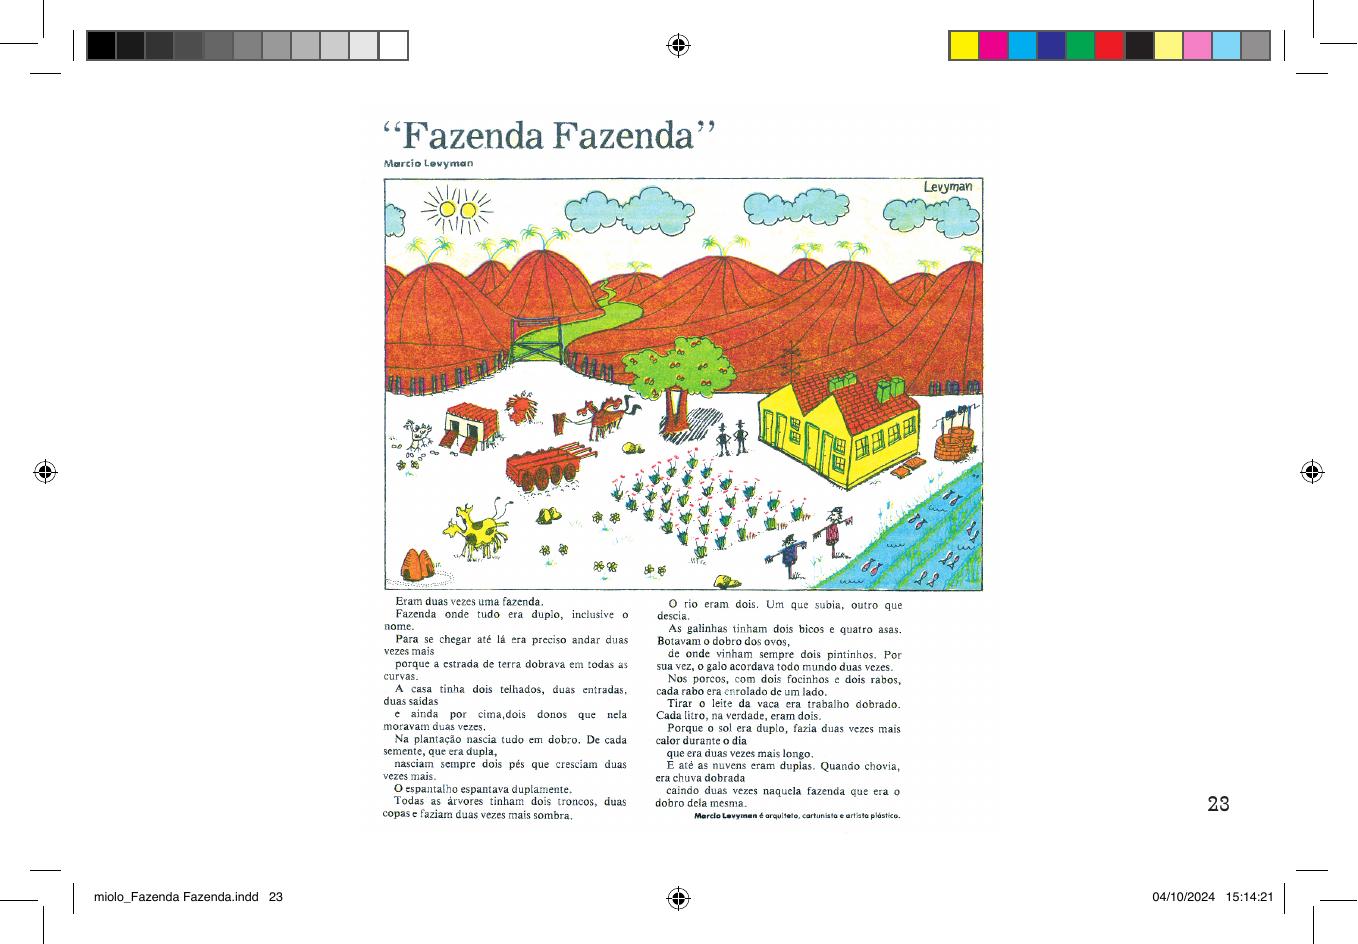 “Fazenda Fazenda”
Marcio Levyman
Levyman
Eram duas vezes uma fazenda.
Fazenda onde tudo era duplo, inclusive o
nome.
Para se chegar até lá era preciso andar duas
vezes mais
porque a estrada de terra dobrava em todas as
curvas.
A casa tinha dois telhados, duas entradas,
duas saídas
e ainda por cima,dois donos que nela
moravam duas vezes.
Na plantação nascia tudo em dobro. De cada
semente, que era dupla,
nasciam sempre dois pés que cresciam duas
vezes mais.
O espantalho espantava duplamente.
Todas as árvores tinham dois troncos, duas
copas e faziam duas vezes mais sombra.
O rio eram dois. Um que subia, outro que
descia.
As galinhas tinham dois bicos e quatro asas.
Botavam o dobro dos ovos,
de onde vinham sempre dois pintinhos. Por
sua vez, o galo acordava todo mundo duas vezes.
Nos porcos, com dois focinhos e dois rabos,
cada rabo era enrolado de um lado.
Tirar o leite da vaca era trabalho dobrado.
Cada litro, na verdade, eram dois.
Porque o sol era duplo, fazia duas vezes mais
calor durante o dia
que era duas vezes mais longo.
E até as nuvens eram duplas. Quando chovia,
era chuva dobrada
caindo duas vezes naquela fazenda que era o
dobro dela mesma.
Marcio Levyman é arquiteto, cartunista e artista plástico.
23
miolo_Fazenda Fazenda.indd 23
04/10/2024 15:14:21